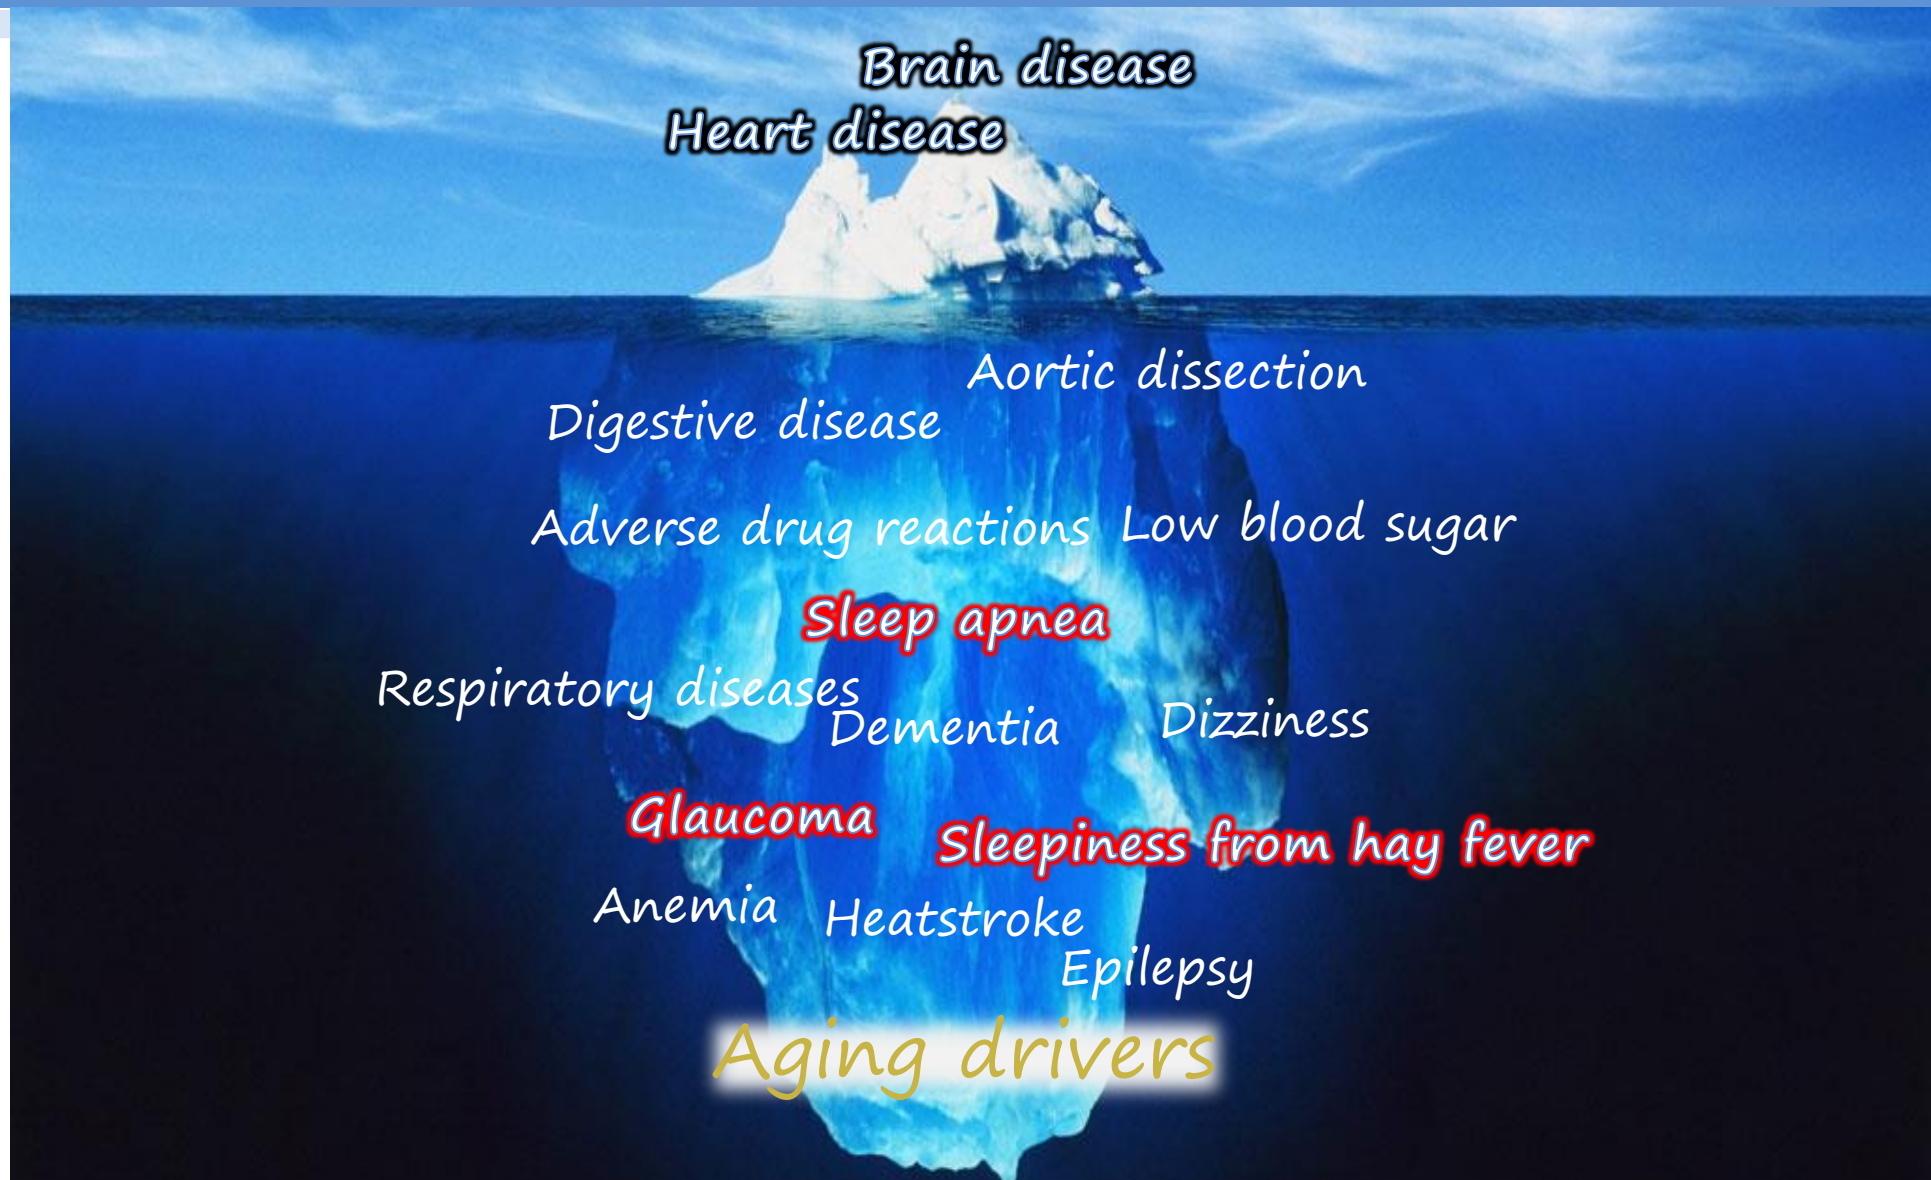 Brain disease
Heart disease
Aortic dissection
Digestive disease
Adverse drug reactions
Low blood sugar
Sleep apnea
Respiratory diseases
Dementia
Dizziness
Glaucoma
Sleepiness from hay fever
Anemia
Heatstroke
Epilepsy
Aging drivers